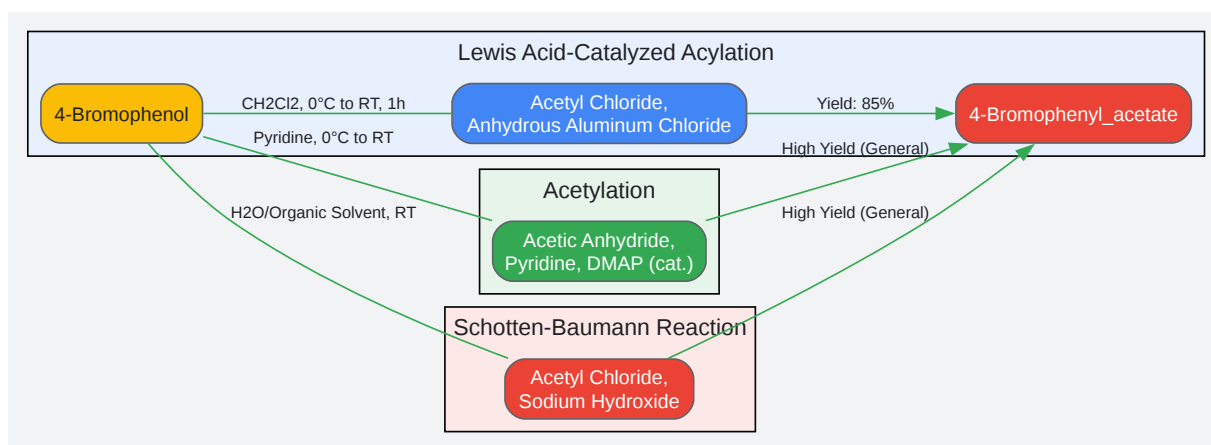 Lewis Acid-Catalyzed Acylation
4-Bromophenol
CH2Cl2, 0°C to RT, 1h
Acetyl Chloride,
Anhydrous Aluminum Chloride
Yield: 85%
4-Bromophenyl_acetate
Pyridine, 0°C to RT
High Yield (General)
Acetylation
H2O/Organic Solvent, RT
High Yield (General)
Acetic Anhydride,
Pyridine, DMAP (cat.)
Schotten-Baumann Reaction
Acetyl Chloride,
Sodium Hydroxide